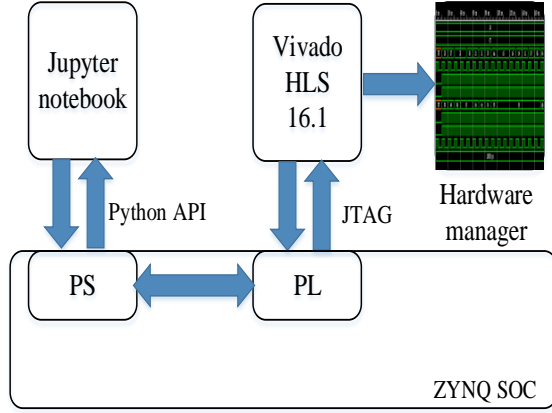 Jupyter
notebook
Vivado
HLS
16.1
Hardware
manager
Python API
JTAG
PS
PL
ZYNQ SOC